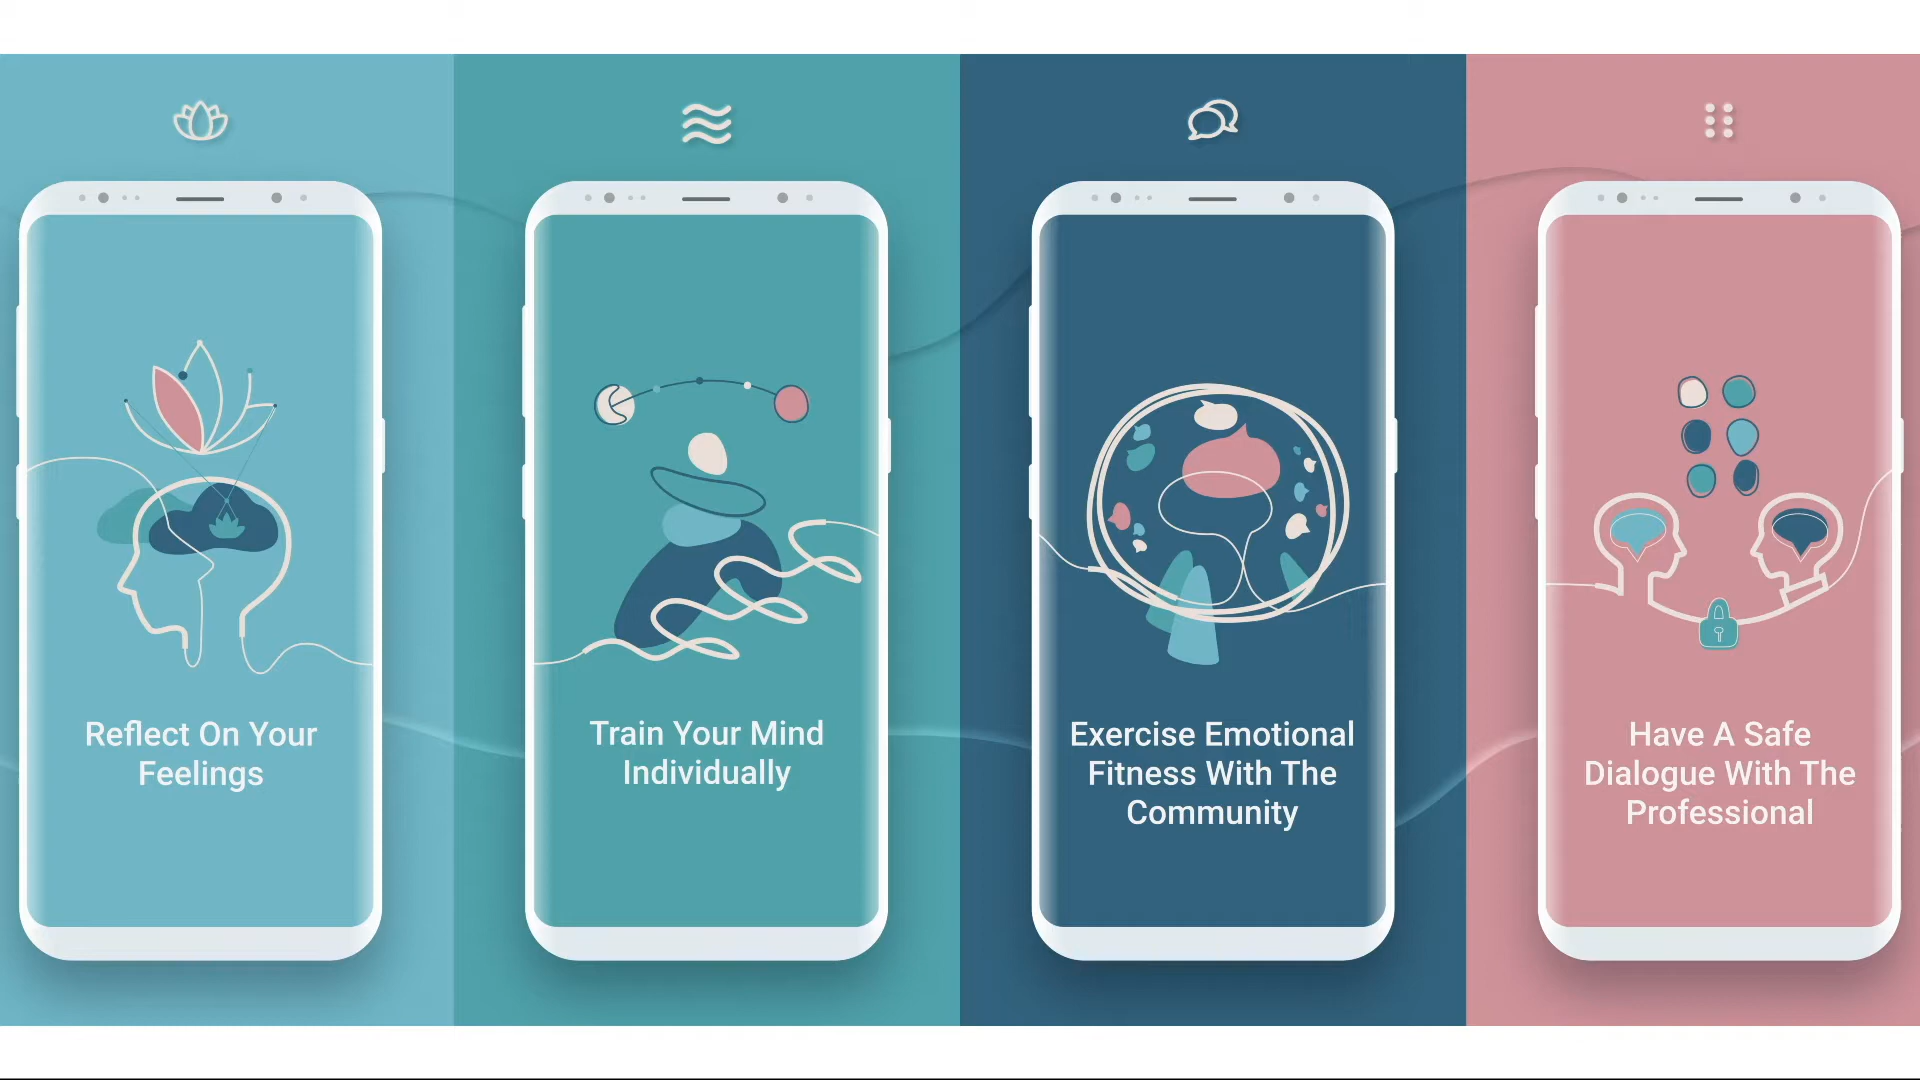 Reflect On Your
Feelings
Train Your Mind
Individually
Exercise Emotional
Fitness With The
Community
Have A Safe
Dialogue With The
Professional